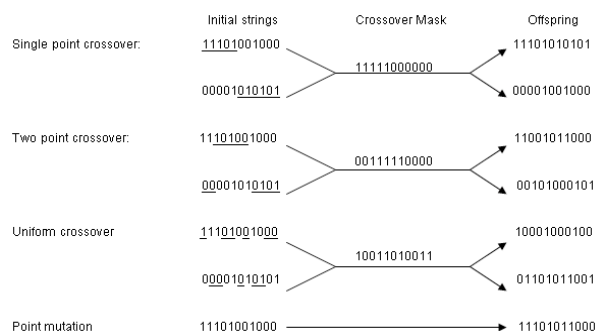 Initial strings Crossover Mask Offspring
Single point crossover: 11101001000 11101010101
11111000000
00001010101 00001001000
Two point crossover: 11101001000 11001011000
00111110000
00001010101 00101000101
Uniform crossover 11101001000 10001000100
10011010011
00001010101 01101011001
Point mutation 11101001000 11101011000